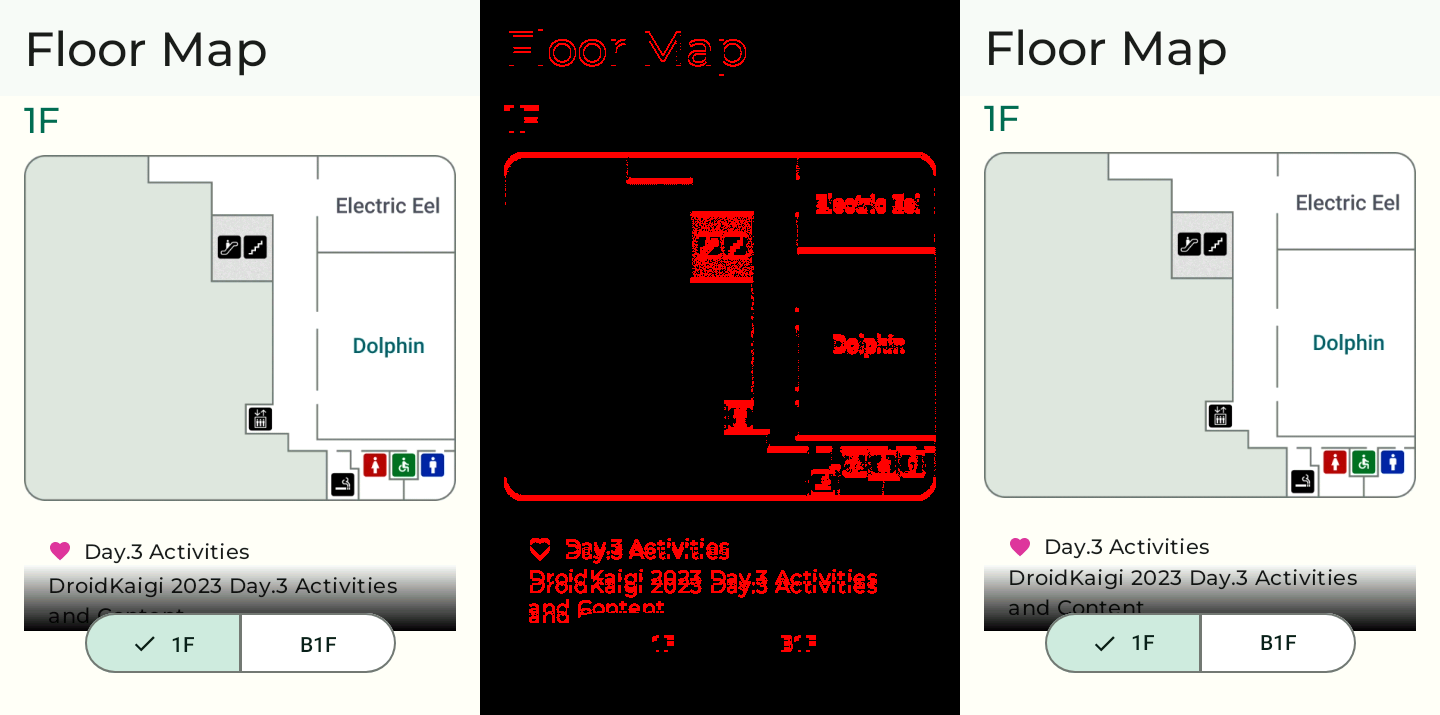 Floor Map
1F
Electric Eel
Dolphin
Day.3 Activities
DroidKaigi 2023 Day.3 Activities
and Content
1F
B1F
Floor Map
1F
Electric Eel
Dolphin
Day.3 Activities
DroidKaigi 2023 Day.3 Activities
and
1F
B1F
Floor Map
1F
Electric Eel
Dolphin
Day.3 Activities
DroidKaigi 2023 Day.3 Activities
and Content
1F
B1F